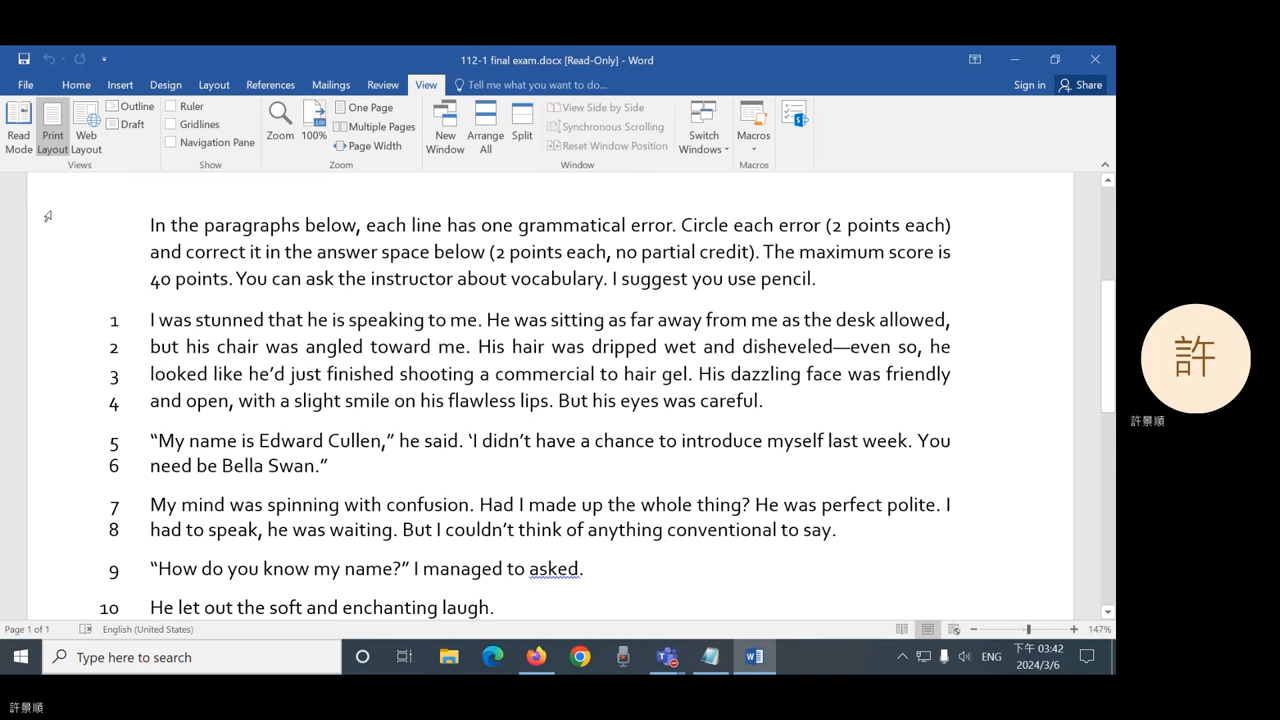 112-1 final exam.docx [Read-Only] - Word
File Home Insert Design Layout References Mailings Review View Tell me what you want to do... Sign in Share
Read Mode
Print Layout
Web Layout
Outline
Draft
Views
Ruler
Gridlines
Navigation Pane
Show
Zoom
100%
One Page
Multiple Pages
Page Width
Zoom
New Window
Arrange All
Split
View Side by Side
Synchronous Scrolling
Reset Window Position
Window
Switch Windows
Macros
Macros
In the paragraphs below, each line has one grammatical error. Circle each error (2 points each)
and correct it in the answer space below (2 points each, no partial credit). The maximum score is
40 points. You can ask the instructor about vocabulary. I suggest you use pencil.
1 I was stunned that he is speaking to me. He was sitting as far away from me as the desk allowed,
2 but his chair was angled toward me. His hair was dripped wet and disheveled—even so, he
3 looked like he’d just finished shooting a commercial to hair gel. His dazzling face was friendly
4 and open, with a slight smile on his flawless lips. But his eyes was careful.
5 “My name is Edward Cullen,” he said. ‘I didn’t have a chance to introduce myself last week. You
6 need be Bella Swan.”
7 My mind was spinning with confusion. Had I made up the whole thing? He was perfect polite. I
8 had to speak, he was waiting. But I couldn’t think of anything conventional to say.
9 “How do you know my name?” I managed to asked.
10 He let out the soft and enchanting laugh.
Page 1 of 1 English (United States) 147%
Type here to search
ENG
下午 03:42
2024/3/6
許
許景順
許景順